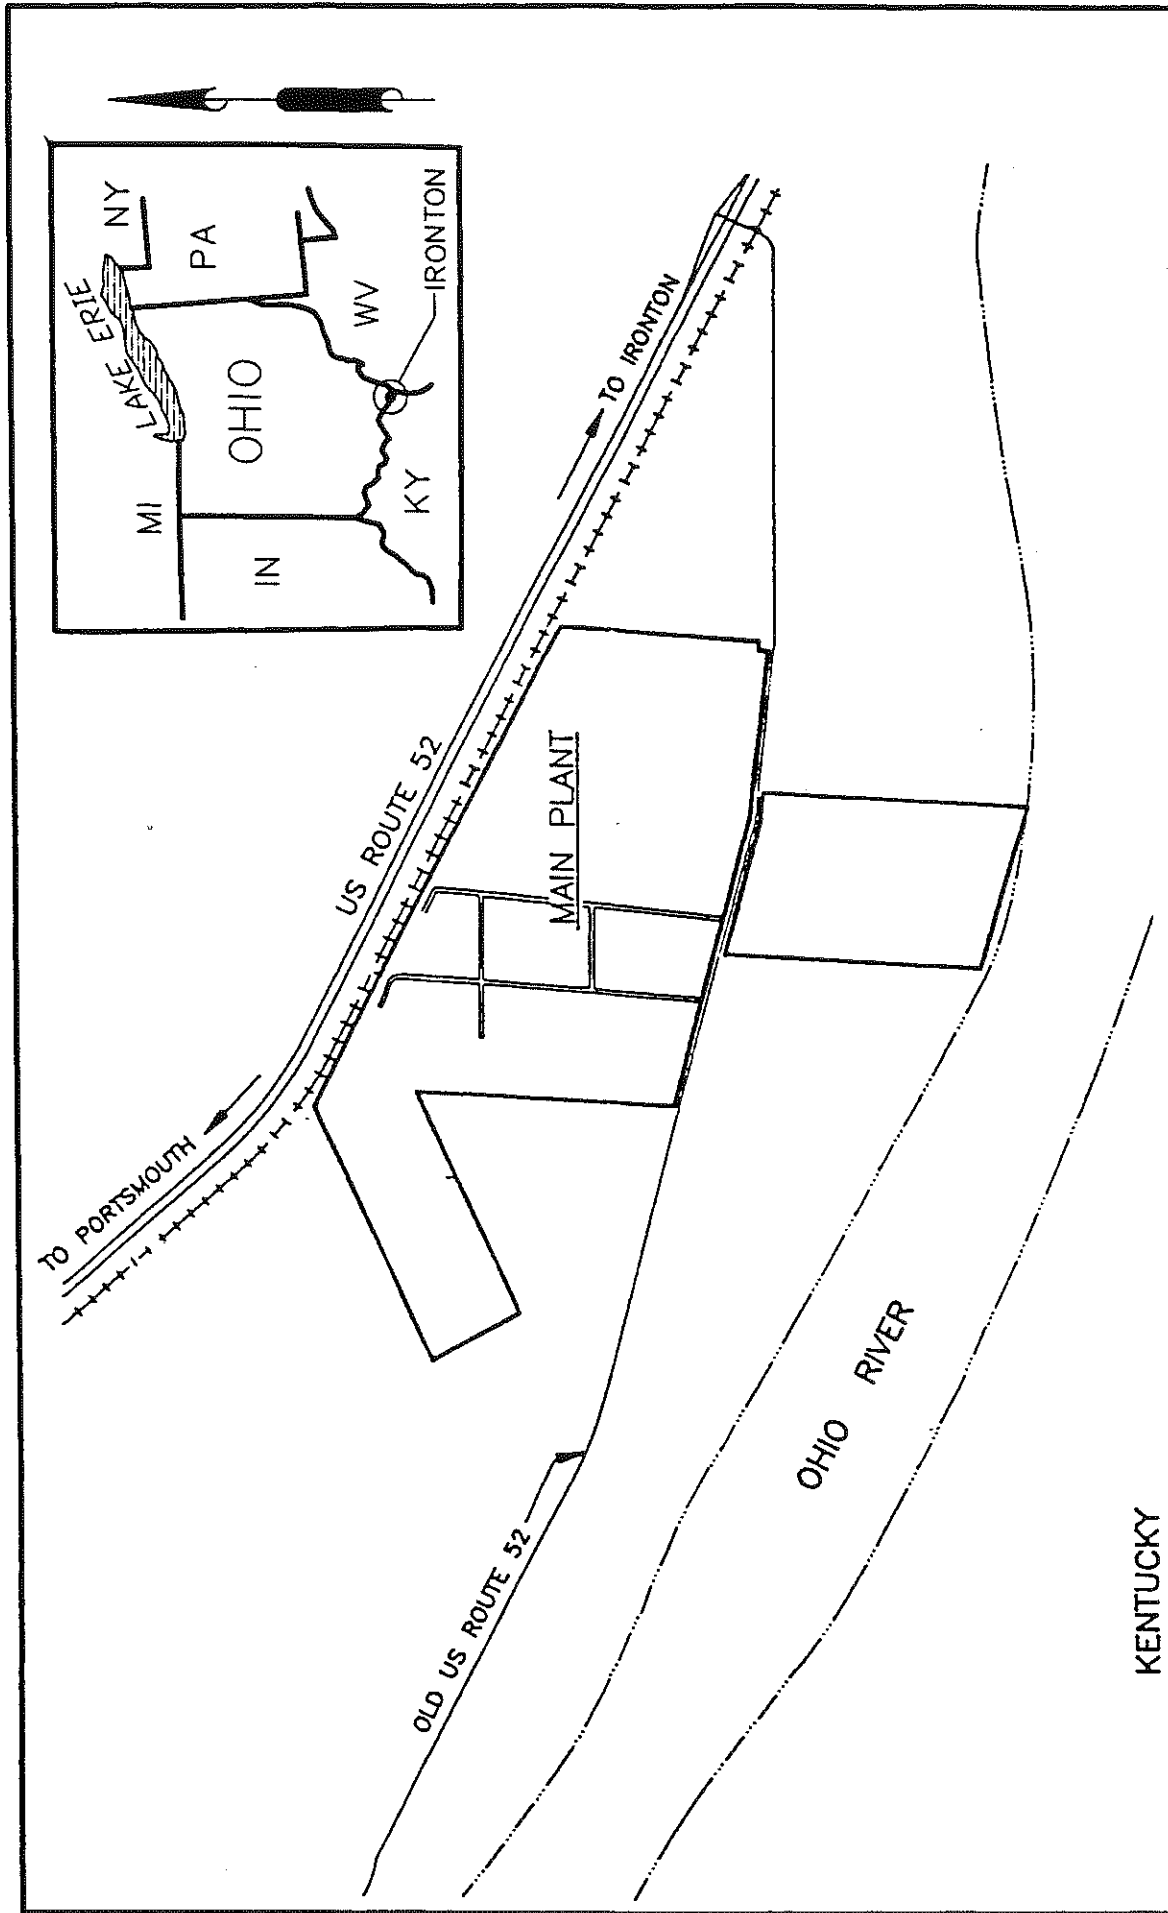 LAKE ERIE
NY
MI
PA
OHIO
IN
WV
KY
IRONTON
TO PORTSMOUTH
US ROUTE 52
TO IRONTON
MAIN PLANT
OLD US ROUTE 52
OHIO RIVER
KENTUCKY